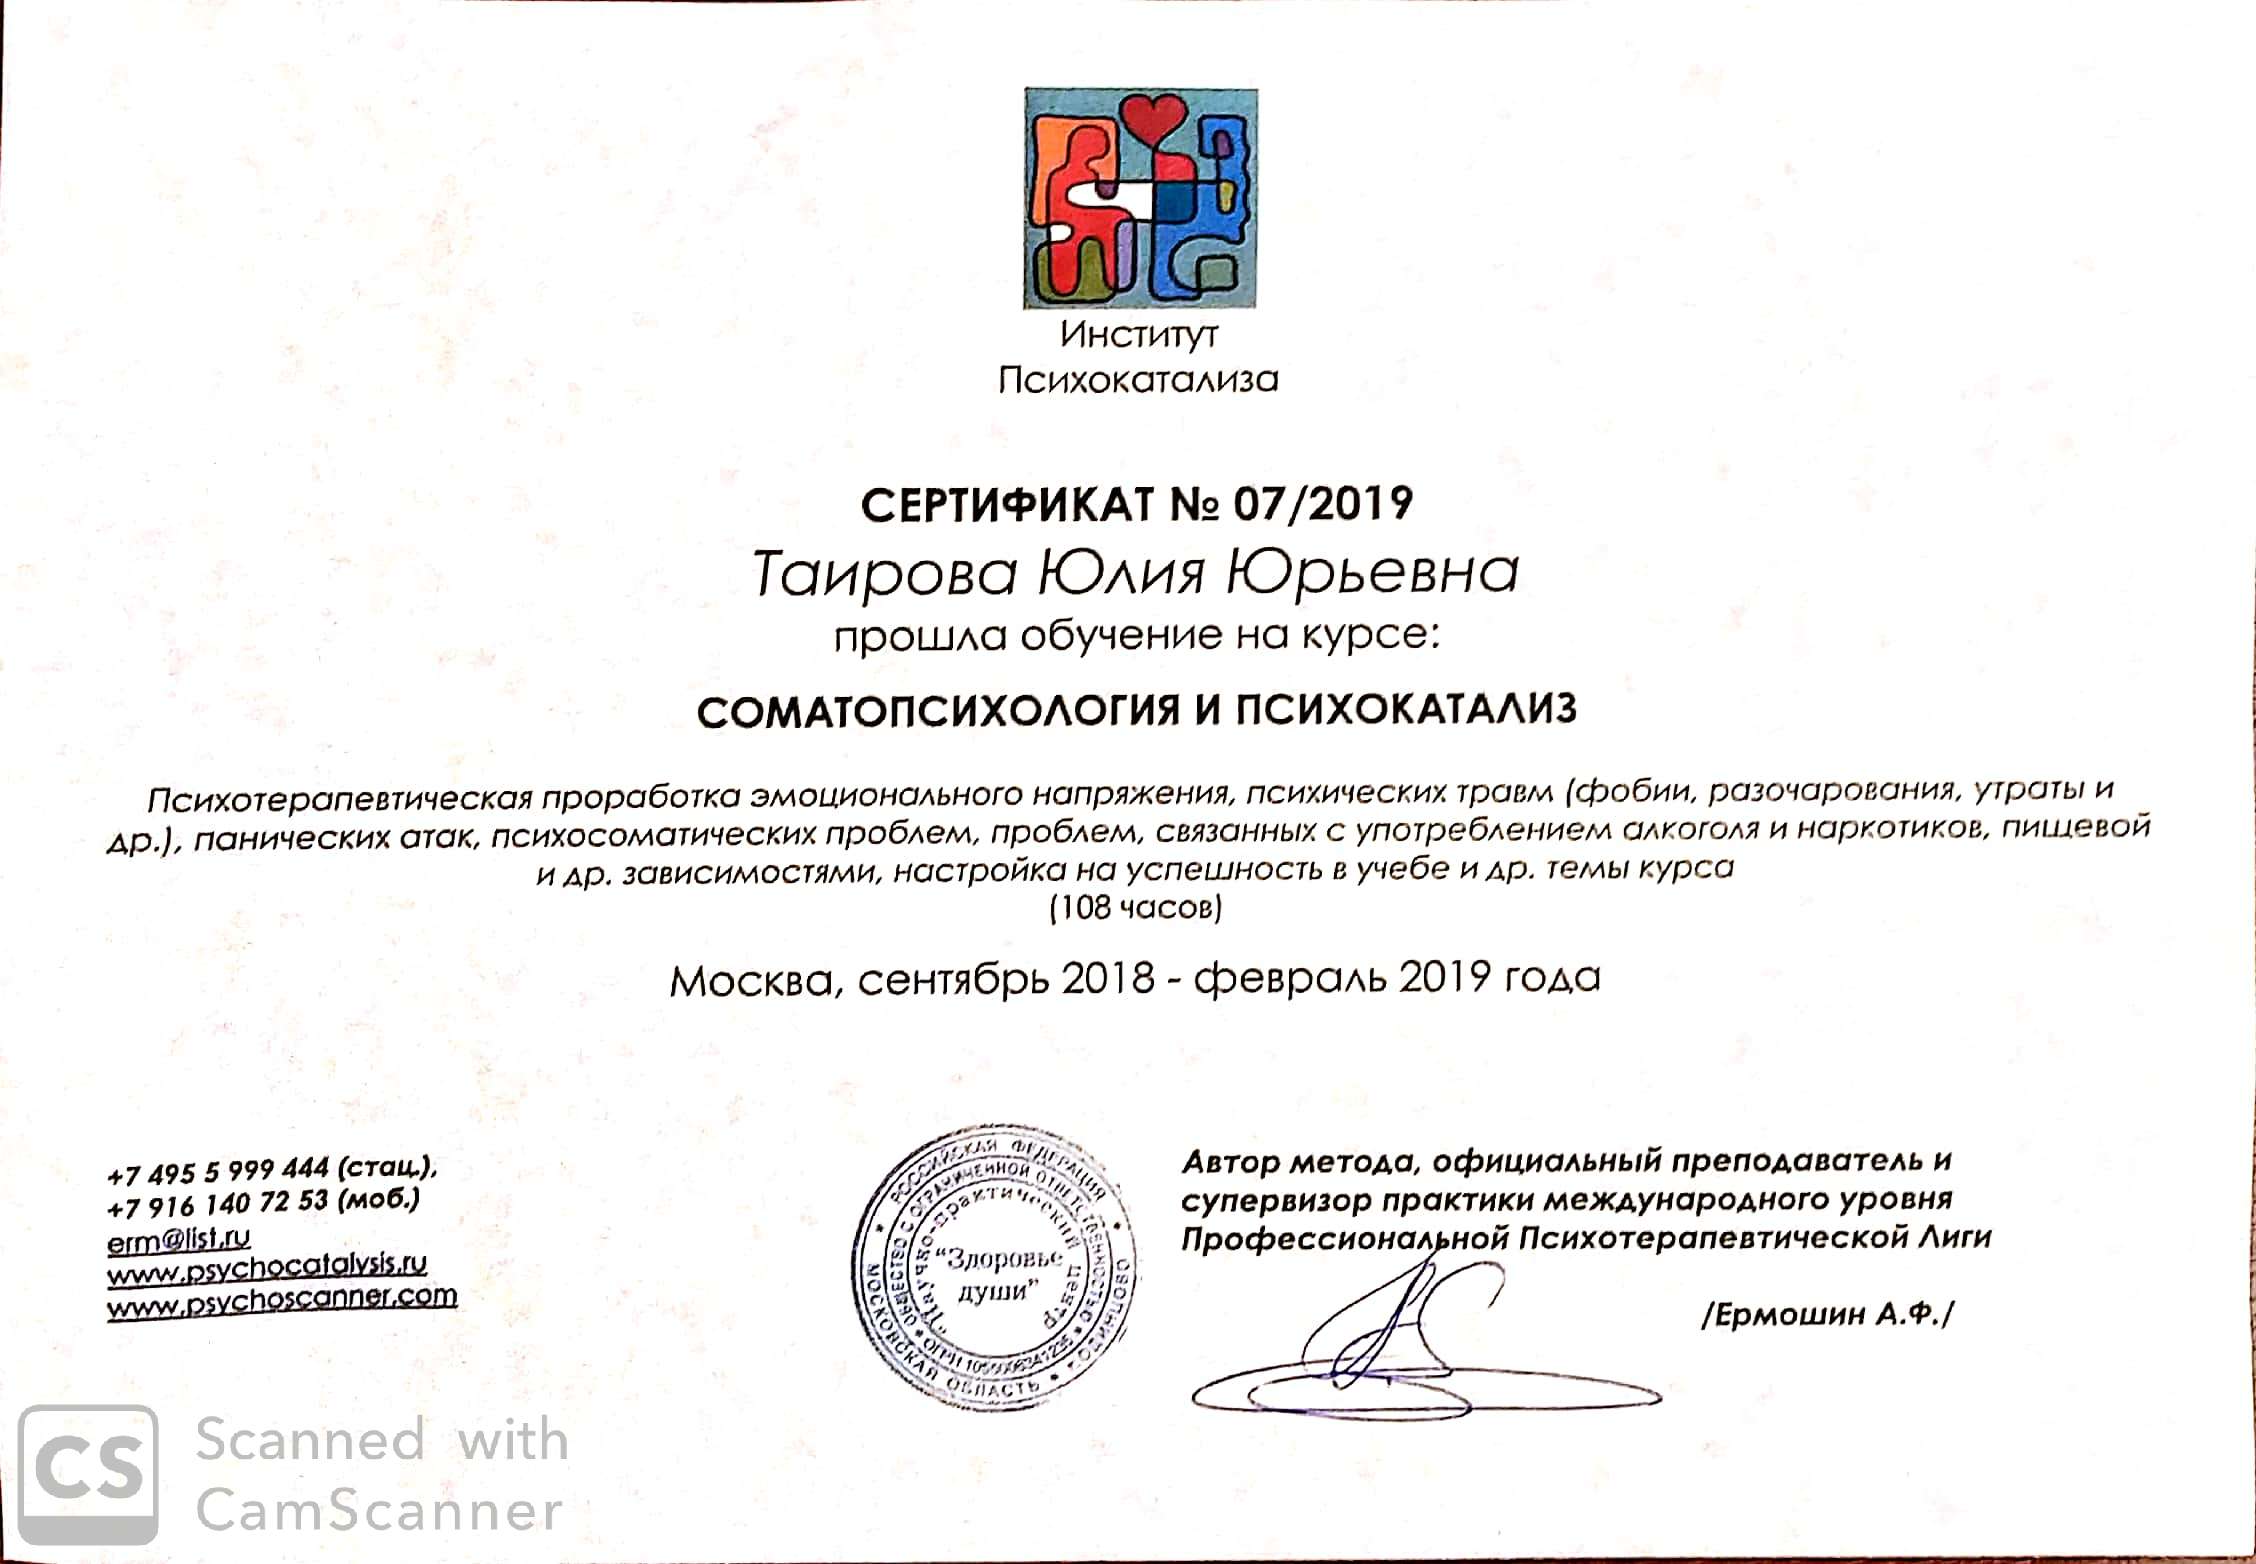 Институт
Психокатализа
СЕРТИФИКАТ № 07/2019
Таирова Юлия Юрьевна
прошла обучение на курсе:
СОМАТОПСИХОЛОГИЯ И ПСИХОКАТАЛИЗ
Психотерапевтическая проработка эмоционального напряжения, психических травм (фобии, разочарования, утраты и
др.), панических атак, психосоматических проблем, проблем, связанных с употреблением алкоголя и наркотиков, пищевой
и др. зависимостями, настройка на успешность в учебе и др. темы курса
(108 часов)
Москва, сентябрь 2018 - февраль 2019 года
+7 495 5 999 444 (стац.),
+7 916 140 72 53 (моб.)
erm@list.ru
www.psychocatalysis.ru
www.psychoscanner.com
РОССИЙСКАЯ ФЕДЕРАЦИЯ
МОСКОВСКАЯ ОБЛАСТЬ
ОБЩЕСТВО С ОГРАНИЧЕННОЙ ОТВЕТСТВЕННОСТЬЮ
ОГРН
"Научно-практический центр
"Здоровье
души"
Автор метода, официальный преподаватель и
супервизор практики международного уровня
Профессиональной Психотерапевтической Лиги
/Ермошин А.Ф./
CS
Scanned with
CamScanner